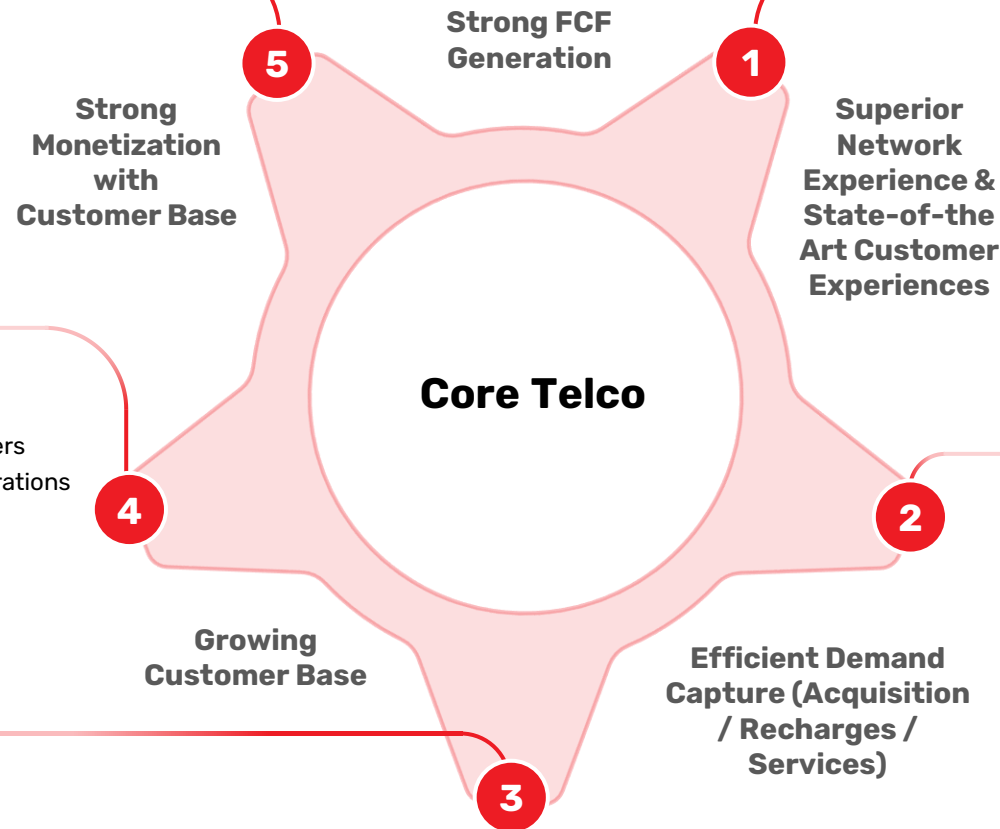 Strong FCF
Generation
5
1
Strong
Monetization
with
Customer Base
Superior
Network
Experience &
State-of-the
Art Customer
Experiences
Core Telco
ers
rations
4
2
Growing
Customer Base
Efficient Demand
Capture (Acquisition
/ Recharges /
Services)
3